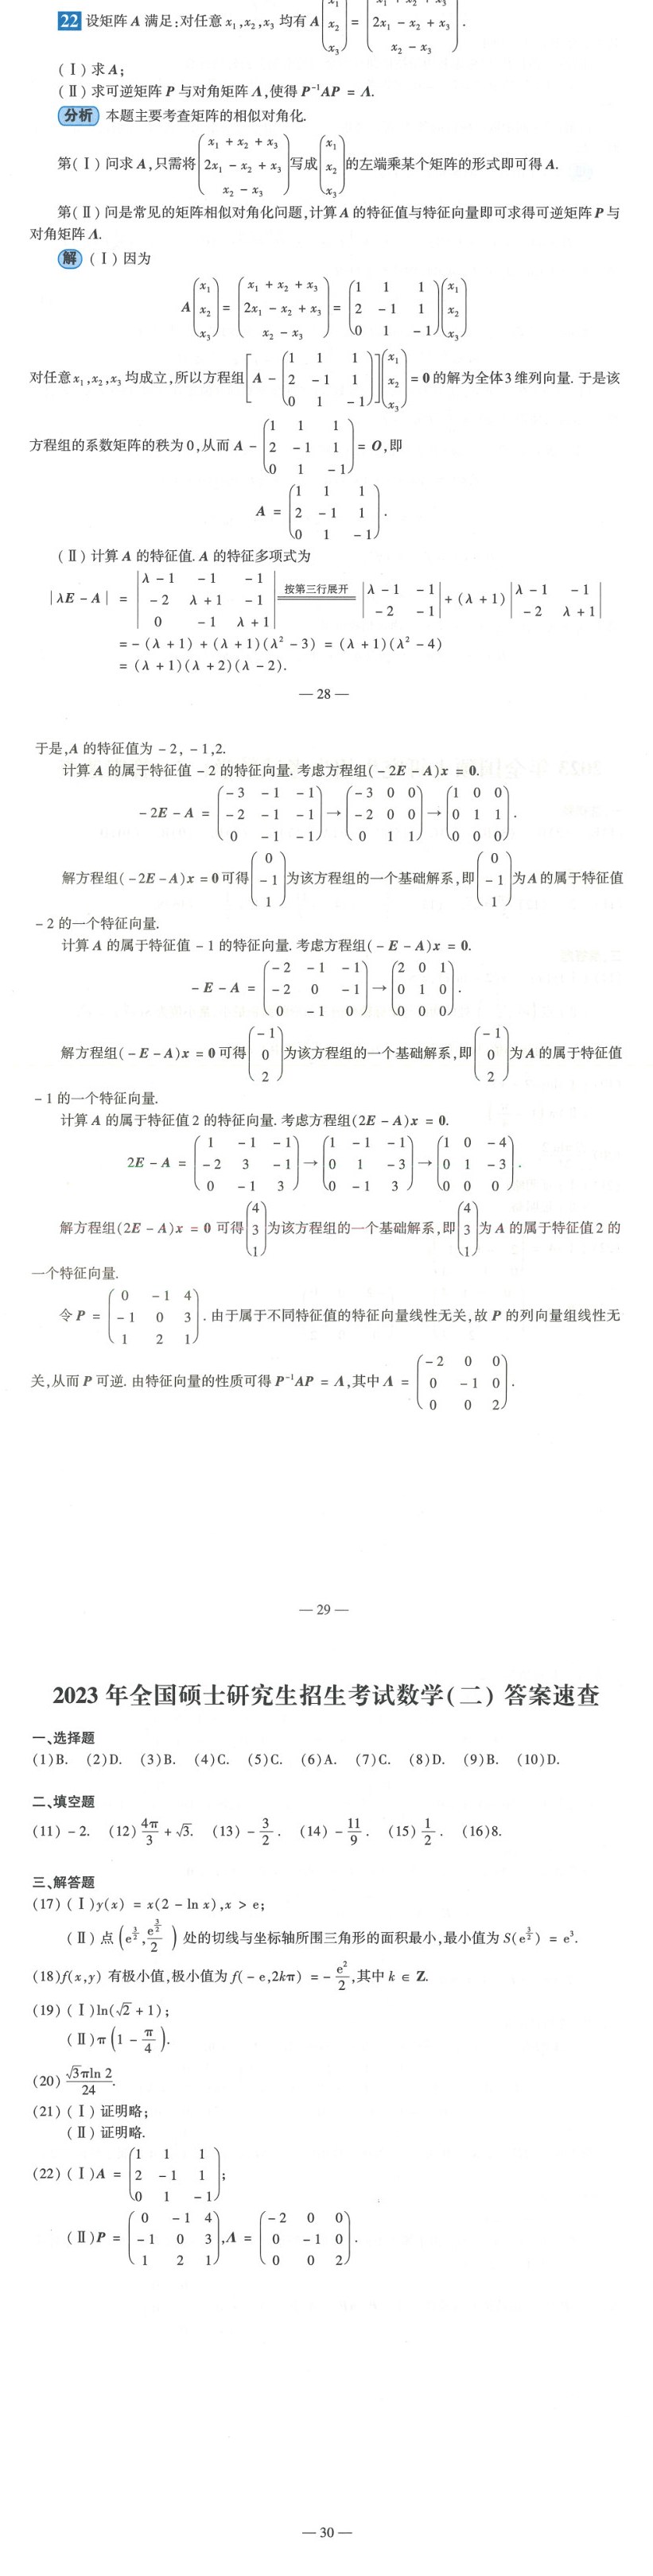 22 设矩阵 A 满足:对任意 x₁,x₂,x₃ 均有 A(x₁ x₂ x₃) = (x₁ + x₂ + x₃ 2x₁ - x₂ + x₃ x₂ - x₃).
(Ⅰ)求 A;
(Ⅱ)求可逆矩阵 P 与对角矩阵 Λ,使得 P⁻¹AP = Λ.
分析 本题主要考查矩阵的相似对角化.
第(Ⅰ)问求 A,只需将(x₁ + x₂ + x₃ 2x₁ - x₂ + x₃ x₂ - x₃)写成(x₁ x₂ x₃)的左端乘某个矩阵的形式即可得 A.
第(Ⅱ)问是常见的矩阵相似对角化问题,计算 A 的特征值与特征向量即可求得可逆矩阵 P 与
对角矩阵 Λ.
解 (Ⅰ)因为
A(x₁ x₂ x₃) = (x₁ + x₂ + x₃ 2x₁ - x₂ + x₃ x₂ - x₃) = (1 1 1 2 -1 1 0 1 -1)(x₁ x₂ x₃)
对任意 x₁,x₂,x₃ 均成立,所以方程组[A - (1 1 1 2 -1 1 0 1 -1)](x₁ x₂ x₃) = 0 的解为全体3维列向量. 于是该
方程组的系数矩阵的秩为0,从而 A - (1 1 1 2 -1 1 0 1 -1) = O,即
A = (1 1 1 2 -1 1 0 1 -1).
(Ⅱ)计算 A 的特征值. A 的特征多项式为
|λE - A| = |λ-1 -1 -1 -2 λ+1 -1 0 -1 λ+1| 按第三行展开 |λ-1 -1 -2 -1| + (λ+1)|λ-1 -1 -2 λ+1|
= -(λ+1) + (λ+1)(λ² - 3) = (λ+1)(λ² - 4)
= (λ+1)(λ+2)(λ-2).
— 28 —
于是,A 的特征值为 -2, -1,2.
计算 A 的属于特征值 -2 的特征向量. 考虑方程组(-2E - A)x = 0.
-2E - A = (-3 -1 -1 -2 -1 -1 0 -1 -1)→(-3 0 0 -2 0 0 0 1 1)→(1 0 0 0 1 1 0 0 0).
解方程组(-2E - A)x = 0 可得(0 -1 1)为该方程组的一个基础解系,即(0 -1 1)为 A 的属于特征值
-2 的一个特征向量.
计算 A 的属于特征值 -1 的特征向量. 考虑方程组(-E - A)x = 0.
-E - A = (-2 -1 -1 -2 0 -1 0 -1 0)→(2 0 1 0 1 0 0 0 0).
解方程组(-E - A)x = 0 可得(-1 0 2)为该方程组的一个基础解系,即(-1 0 2)为 A 的属于特征值
-1 的一个特征向量.
计算 A 的属于特征值 2 的特征向量. 考虑方程组(2E - A)x = 0.
2E - A = (1 -1 -1 -2 3 -1 0 -1 3)→(1 -1 -1 0 1 -3 0 -1 3)→(1 0 -4 0 1 -3 0 0 0).
解方程组(2E - A)x = 0 可得(4 3 1)为该方程组的一个基础解系,即(4 3 1)为 A 的属于特征值 2 的
一个特征向量.
令 P = (0 -1 4 -1 0 3 1 2 1). 由于属于不同特征值的特征向量线性无关,故 P 的列向量组线性无
关,从而 P 可逆. 由特征向量的性质可得 P⁻¹AP = Λ,其中 Λ = (-2 0 0 0 -1 0 0 0 2).
— 29 —
2023 年全国硕士研究生招生考试数学(二) 答案速查
一、选择题
(1)B. (2)D. (3)B. (4)C. (5)C. (6)A. (7)C. (8)D. (9)B. (10)D.
二、填空题
(11) -2. (12) 4π/3 + √3. (13) -3/2. (14) -11/9. (15) 1/2. (16)8.
三、解答题
(17) (Ⅰ)y(x) = x(2 - ln x),x > e;
(Ⅱ)点(e^(3/2), e^(3/2)/2)处的切线与坐标轴所围三角形的面积最小,最小值为 S(e^(3/2)) = e³.
(18)f(x,y) 有极小值,极小值为 f(-e,2kπ) = -e²/2,其中 k ∈ Z.
(19) (Ⅰ)ln(√2 + 1);
(Ⅱ)π(1 - π/4).
(20) √3πln 2/24.
(21) (Ⅰ) 证明略;
(Ⅱ) 证明略.
(22) (Ⅰ)A = (1 1 1 2 -1 1 0 1 -1);
(Ⅱ)P = (0 -1 4 -1 0 3 1 2 1),Λ = (-2 0 0 0 -1 0 0 0 2).
— 30 —